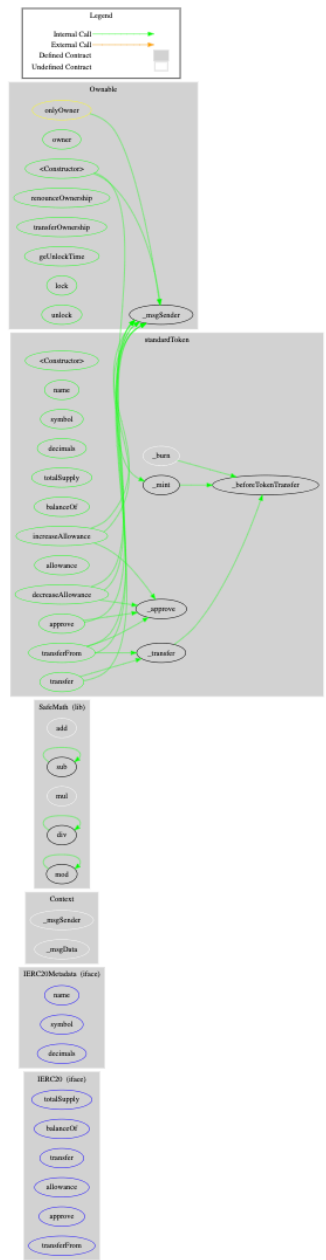 Legend
Internal Call
External Call
Defined Contract
Undefined Contract
Ownable
onlyOwner
owner
<Constructor>
renounceOwnership
transferOwnership
geUnlockTime
lock
unlock
_msgSender
standardToken
<Constructor>
name
symbol
decimals
totalSupply
balanceOf
increaseAllowance
allowance
decreaseAllowance
approve
transferFrom
transfer
_burn
_mint
_beforeTokenTransfer
_approve
_transfer
SafeMath (lib)
add
sub
mul
div
mod
Context
_msgSender
_msgData
IERC20Metadata (iface)
name
symbol
decimals
IERC20 (iface)
totalSupply
balanceOf
transfer
allowance
approve
transferFrom